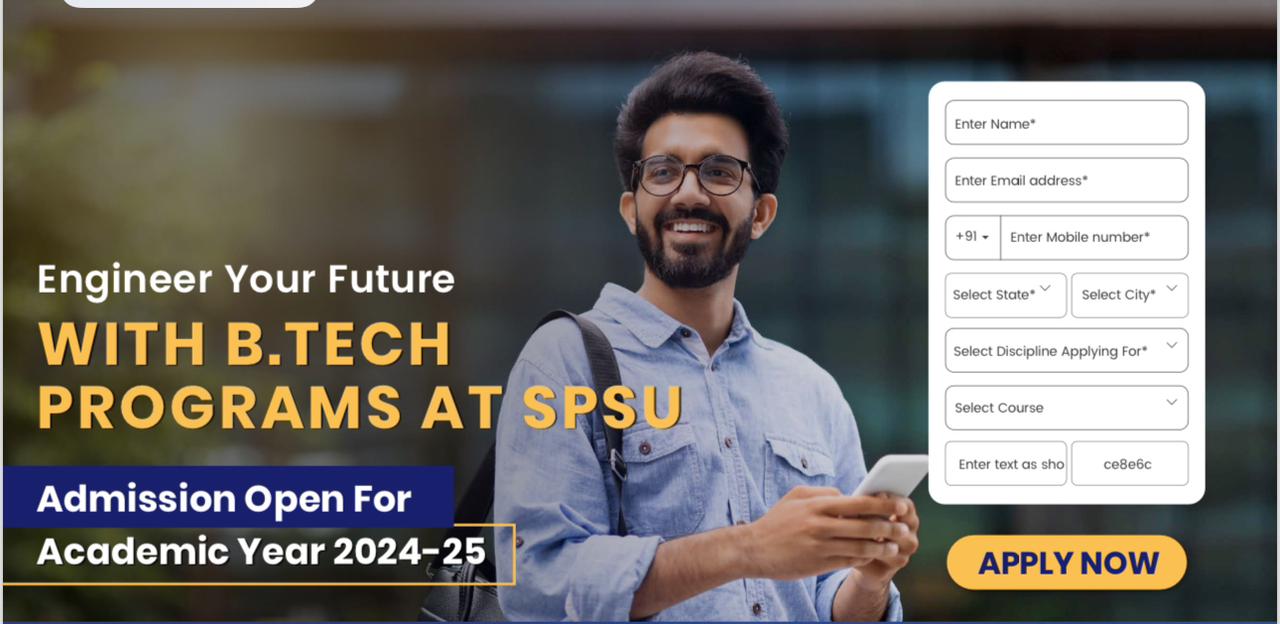 Engineer Your Future
WITH B.TECH
PROGRAMS AT SPSU
Admission Open For
Academic Year 2024-25
Enter Name*
Enter Email address*
+91 Enter Mobile number*
Select State* Select City*
Select Discipline Applying For*
Select Course
Enter text as sho ce8e6c
APPLY NOW